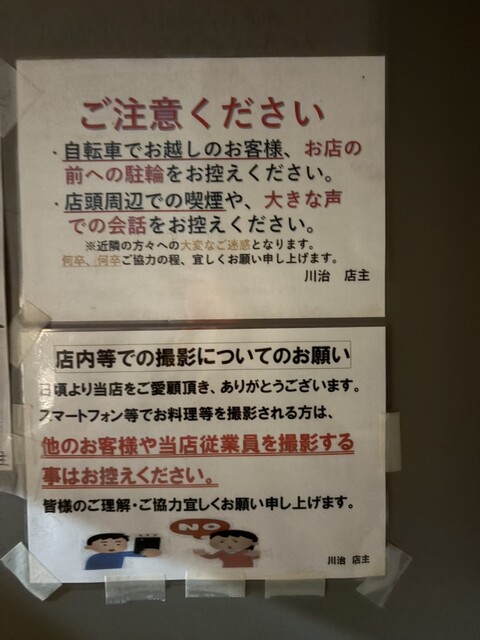 ご注意ください
・自転車でお越しのお客様、お店の
前への駐輪をお控えください。
・店頭周辺での喫煙や、大きな声
での会話をお控えください。
※近隣の方々への大変なご迷惑となります。
何卒、何卒ご協力の程、宜しくお願い申し上げます。
川治 店主
店内等での撮影についてのお願い
日頃より当店をご愛顧頂き、ありがとうございます。
スマートフォン等でお料理等を撮影される方は、
他のお客様や当店従業員を撮影する
事はお控えください。
皆様のご理解・ご協力宜しくお願い申し上げます。
NO
川治 店主